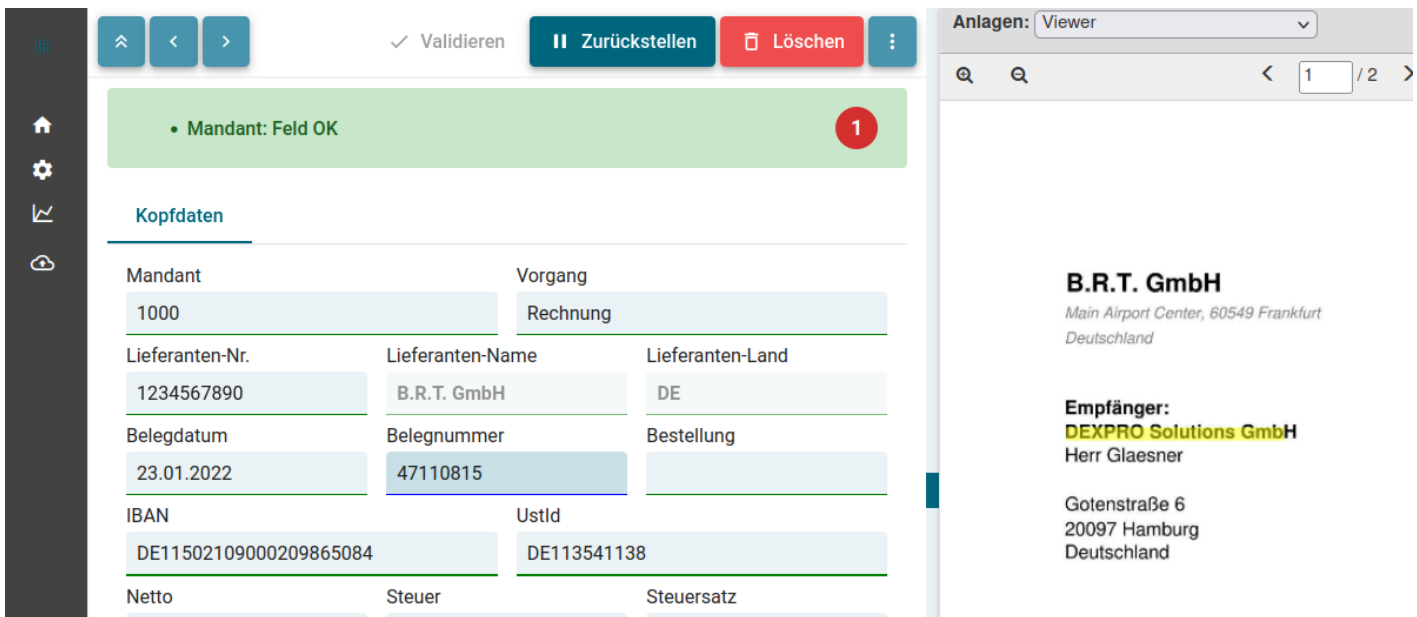 Validieren
Zurückstellen
Löschen
Mandant: Feld OK
1
Kopfdaten
Mandant
Vorgang
1000
Rechnung
Lieferanten-Nr.
Lieferanten-Name
Lieferanten-Land
1234567890
B.R.T. GmbH
DE
Belegdatum
Belegnummer
Bestellung
23.01.2022
47110815
IBAN
UstId
DE11502109000209865084
DE113541138
Netto
Steuer
Steuersatz
Anlagen: Viewer
1 / 2
B.R.T. GmbH
Main Airport Center, 60549 Frankfurt
Deutschland
Empfänger:
DEXPRO Solutions GmbH
Herr Glaesner
Gotenstraße 6
20097 Hamburg
Deutschland